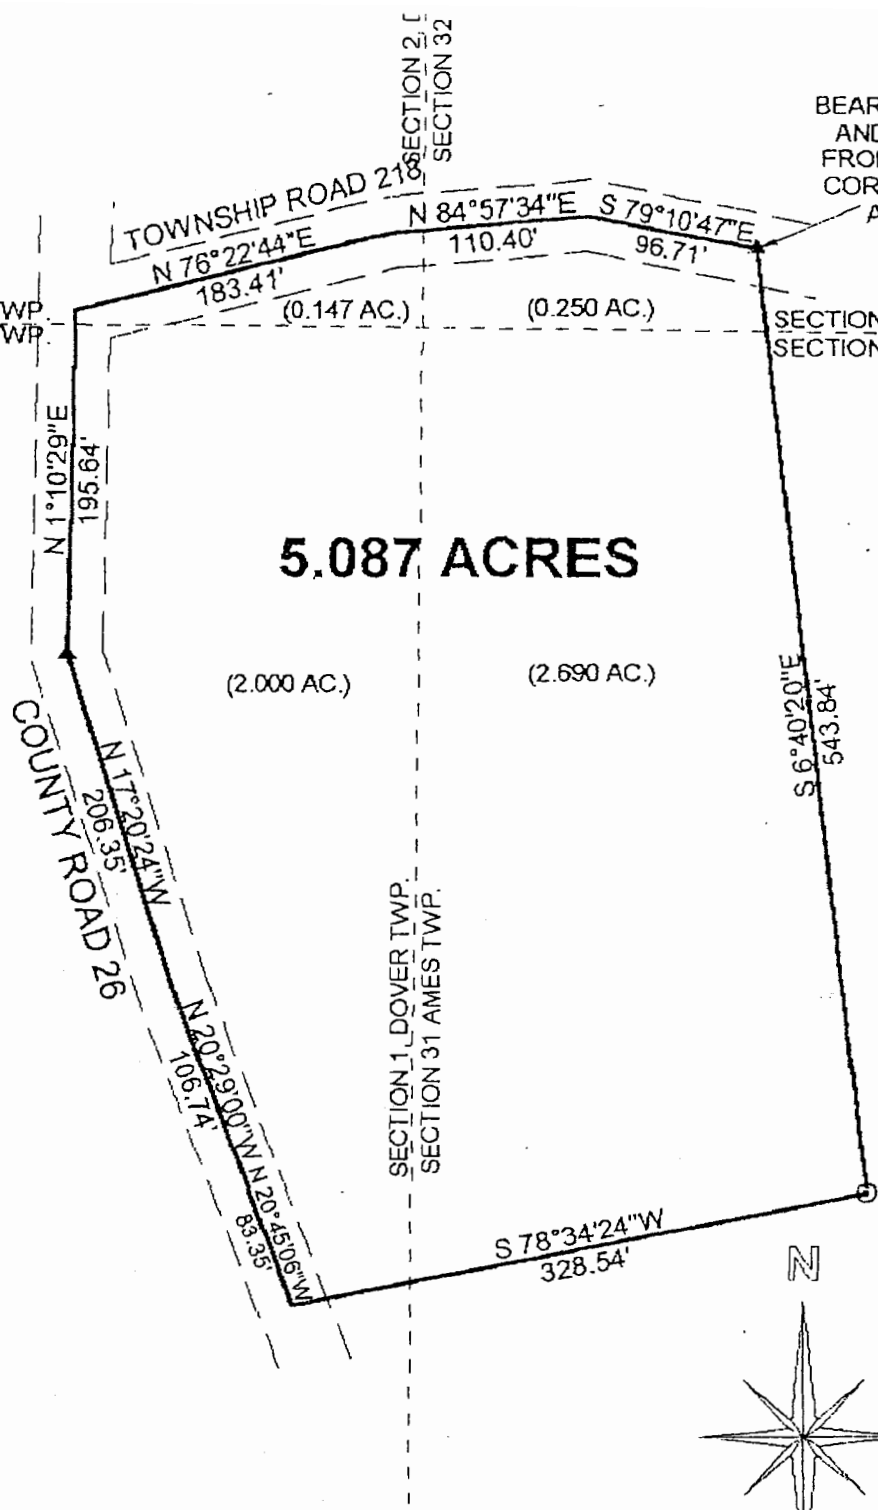 SECTION 2,
SECTION 32
BEAR
AND
FROM
COR
A
TOWNSHIP ROAD 218
N 76°22'44"E
183.41'
N 84°57'34"E
110.40'
S 79°10'47"E
96.71'
(0.147 AC.)
(0.250 AC.)
WP.
WP.
SECTION
SECTION
N 1°10'29"E
195.64'
5.087 ACRES
(2.000 AC.)
(2.690 AC.)
S 6°40'20"E
543.84'
COUNTY ROAD 26
N 17°20'24"W
206.35'
SECTION 1, DOVER TWP.
SECTION 31 AMES TWP.
N 20°29'00"W
106.74'
N 20°45'06"W
83.35'
S 78°34'24"W
328.54'
N